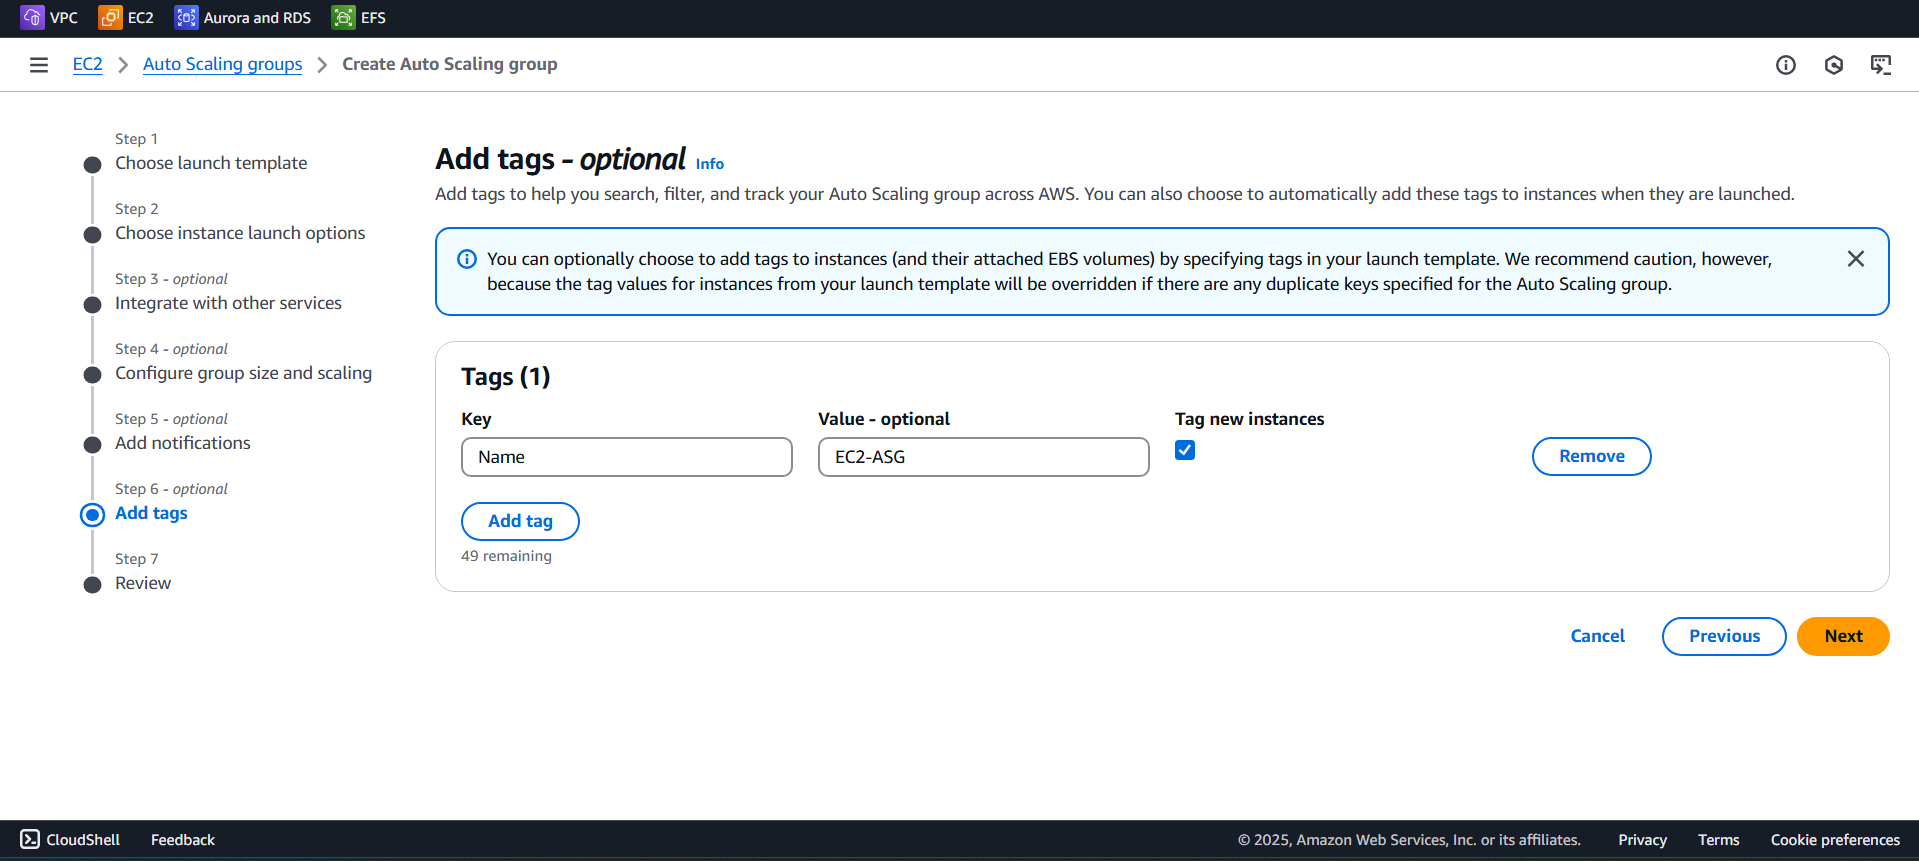 VPC EC2 Aurora and RDS EFS
EC2 Auto Scaling groups Create Auto Scaling group
Step 1
Choose launch template
Step 2
Choose instance launch options
Step 3 - optional
Integrate with other services
Step 4 - optional
Configure group size and scaling
Step 5 - optional
Add notifications
Step 6 - optional
Add tags
Step 7
Review
Add tags - optional Info
Add tags to help you search, filter, and track your Auto Scaling group across AWS. You can also choose to automatically add these tags to instances when they are launched.
You can optionally choose to add tags to instances (and their attached EBS volumes) by specifying tags in your launch template. We recommend caution, however,
because the tag values for instances from your launch template will be overridden if there are any duplicate keys specified for the Auto Scaling group.
Tags (1)
Key Value - optional Tag new instances
Name EC2-ASG Remove
Add tag
49 remaining
Cancel Previous Next
CloudShell Feedback © 2025, Amazon Web Services, Inc. or its affiliates. Privacy Terms Cookie preferences